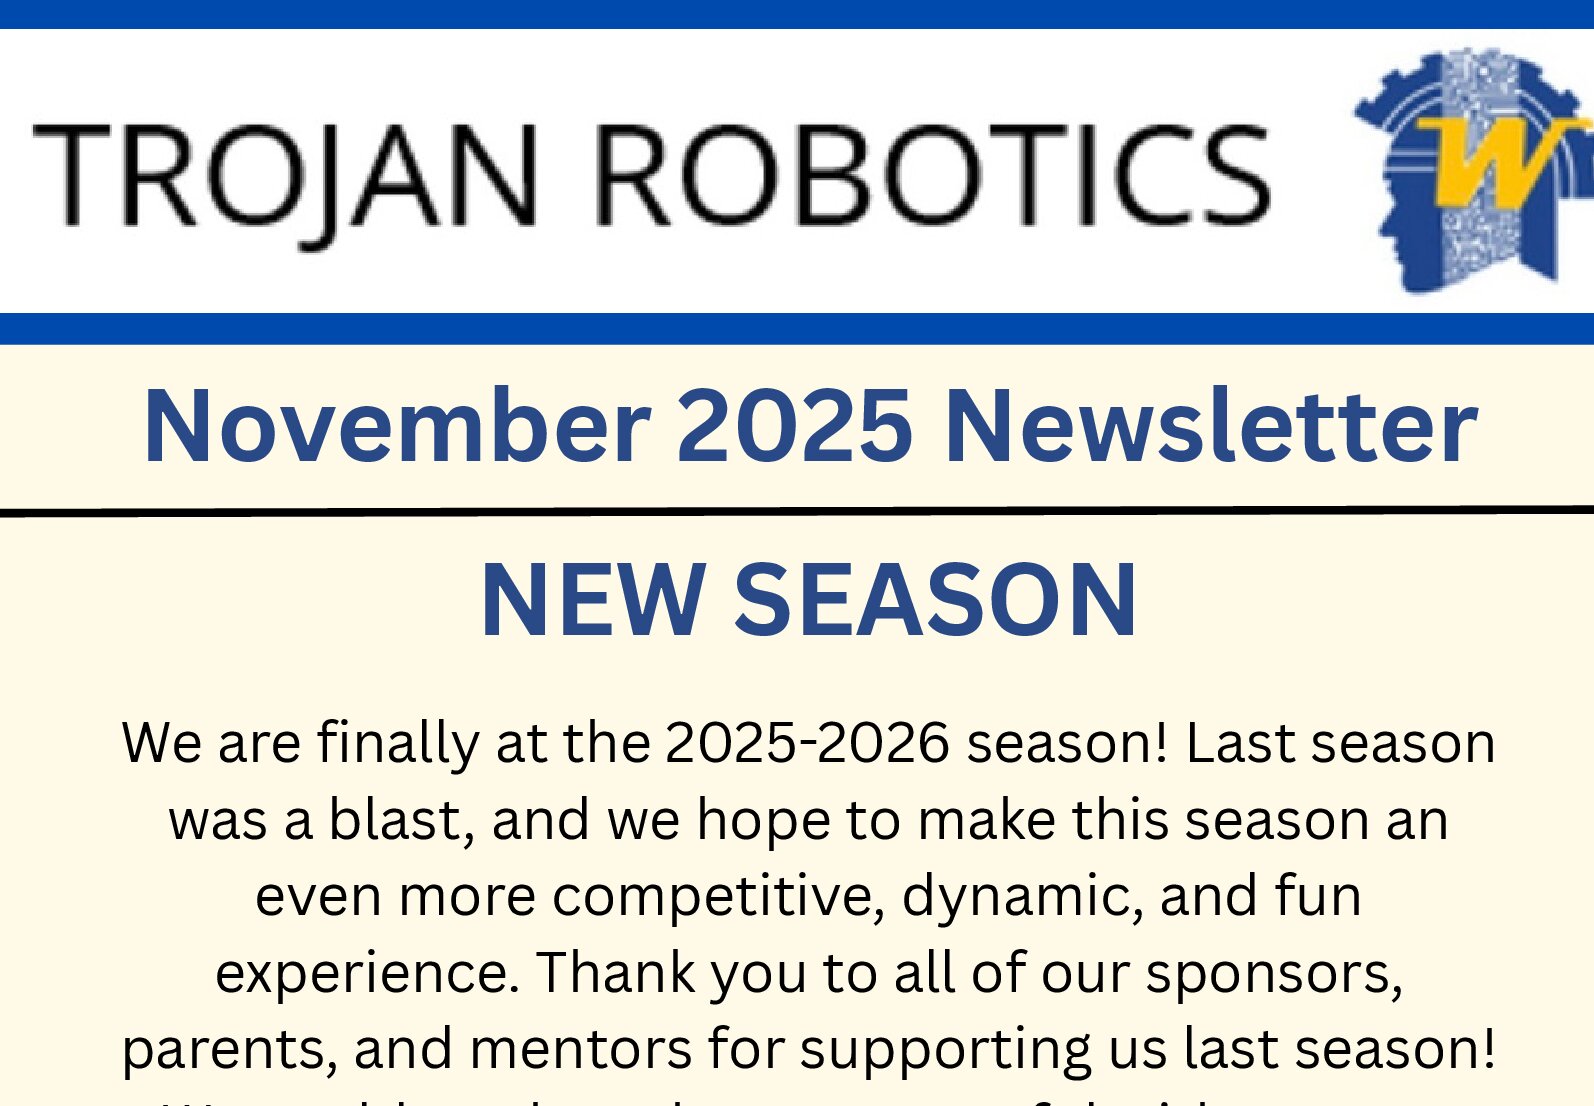 TROJAN ROBOTICS
W
November 2025 Newsletter
NEW SEASON
We are finally at the 2025-2026 season! Last season
was a blast, and we hope to make this season an
even more competitive, dynamic, and fun
experience. Thank you to all of our sponsors,
parents, and mentors for supporting us last season!